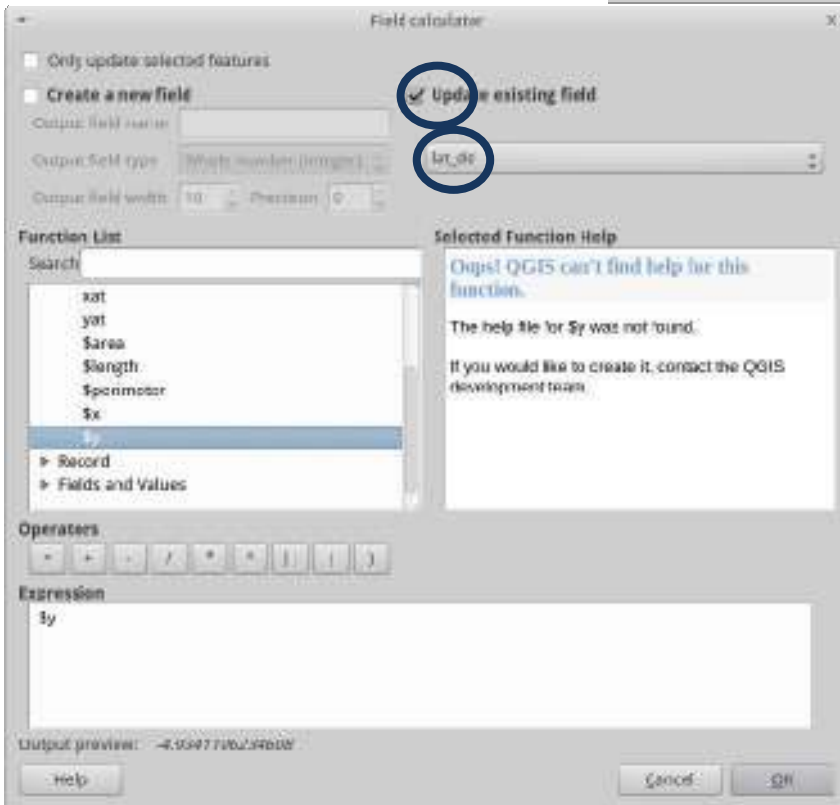 Field calculator
Only update selected features
Create a new field
Update existing field
Output field name
Output field type Whole number (integer)
lat_dd
Output field width 10 Precision 0
Function List
Search
xat
yat
$area
$length
$perimeter
$x
$y
Record
Fields and Values
Selected Function Help
Oops! QGIS can't find help for this
function.
The help file for $y was not found.
If you would like to create it, contact the QGIS
development team.
Operators
= + - / * ^ || ( )
Expression
$y
Output preview:
Help
Cancel
OK